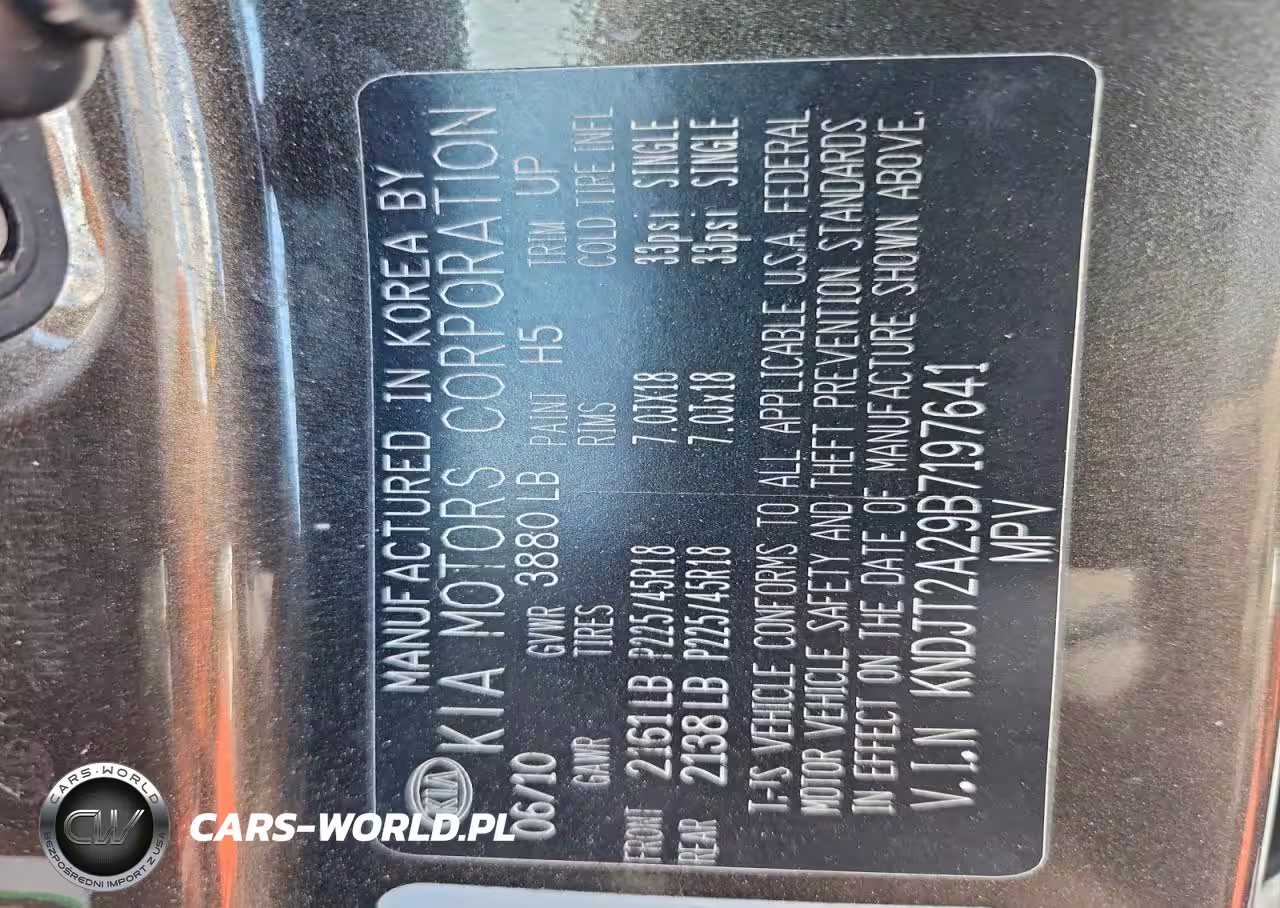 MANUFACTURED IN KOREA BY
KIA KIA MOTORS CORPORATION
06/10 GVWR 3880 LB PAINT H5 TRIM UP
GAWR TIRES RIMS COLD TIRE INFL
FRONT 2161 LB P225/45R18 7.0JX18 33psi SINGLE
REAR 2138 LB P225/45R18 7.0Jx18 33psi SINGLE
VEHICLE CONFORMS TO ALL APPLICABLE U.S.A. FEDERAL
MOTOR VEHICLE SAFETY AND THEFT PREVENTION STANDARDS
IN EFFECT ON THE DATE OF MANUFACTURE SHOWN ABOVE.
V.I.N KNDJT2A29B7197641
MPV
CARS-WORLD
CW
BEZPOŚREDNI IMPORT Z USA
CARS-WORLD.PL